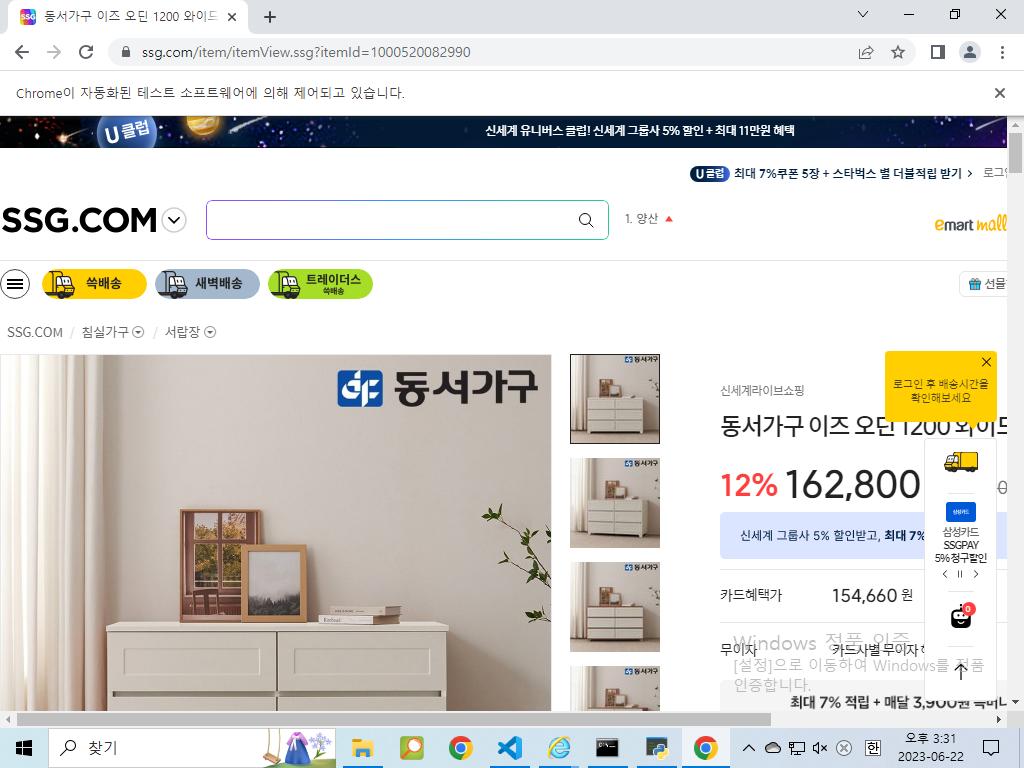 동서가구 이즈 오딘 1200 와이드
ssg.com/item/itemView.ssg?itemId=1000520082990
Chrome이 자동화된 테스트 소프트웨어에 의해 제어되고 있습니다.
U클럽
신세계 유니버스 클럽! 신세계 그룹사 5% 할인 + 최대 11만원 혜택
U클럽 최대 7%쿠폰 5장 + 스타벅스 별 더블적립 받기 > 로그인
SSG.COM
1. 양산
emart mall
쓱배송
새벽배송
트레이더스
쓱배송
선물
SSG.COM / 침실가구 / 서랍장
동서가구
로그인 후 배송시간을
확인해보세요
신세계라이브쇼핑
동서가구 이즈 오딘 1200 와이드
12% 162,800
신세계 그룹사 5% 할인받고, 최대 7%
삼성카드
삼성카드
SSGPAY
5% 청구할인
카드혜택가 154,660 원
0
무이자 카드사별 무이자
Windows 정품 인증
[설정]으로 이동하여 Windows를 정품
인증합니다.
최대 7% 적립 + 매달 3,900원 쓱머니
찾기
오후 3:31
2023-06-22